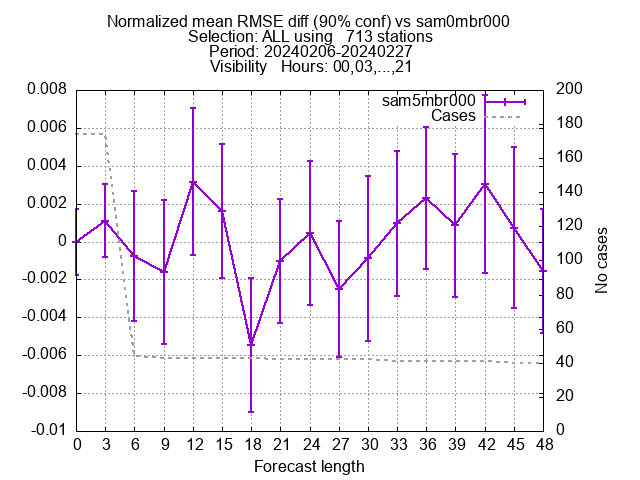 Normalized mean RMSE diff (90% conf) vs sam0mbr000
Selection: ALL using   713 stations
Period: 20240206-20240227
Visibility   Hours: 00,03,...,21
sam5mbr000
Cases
0.008
0.006
0.004
0.002
0
-0.002
-0.004
-0.006
-0.008
-0.01
200
180
160
140
120
100
80
60
40
20
0
No cases
0 3 6 9 12 15 18 21 24 27 30 33 36 39 42 45 48
Forecast length